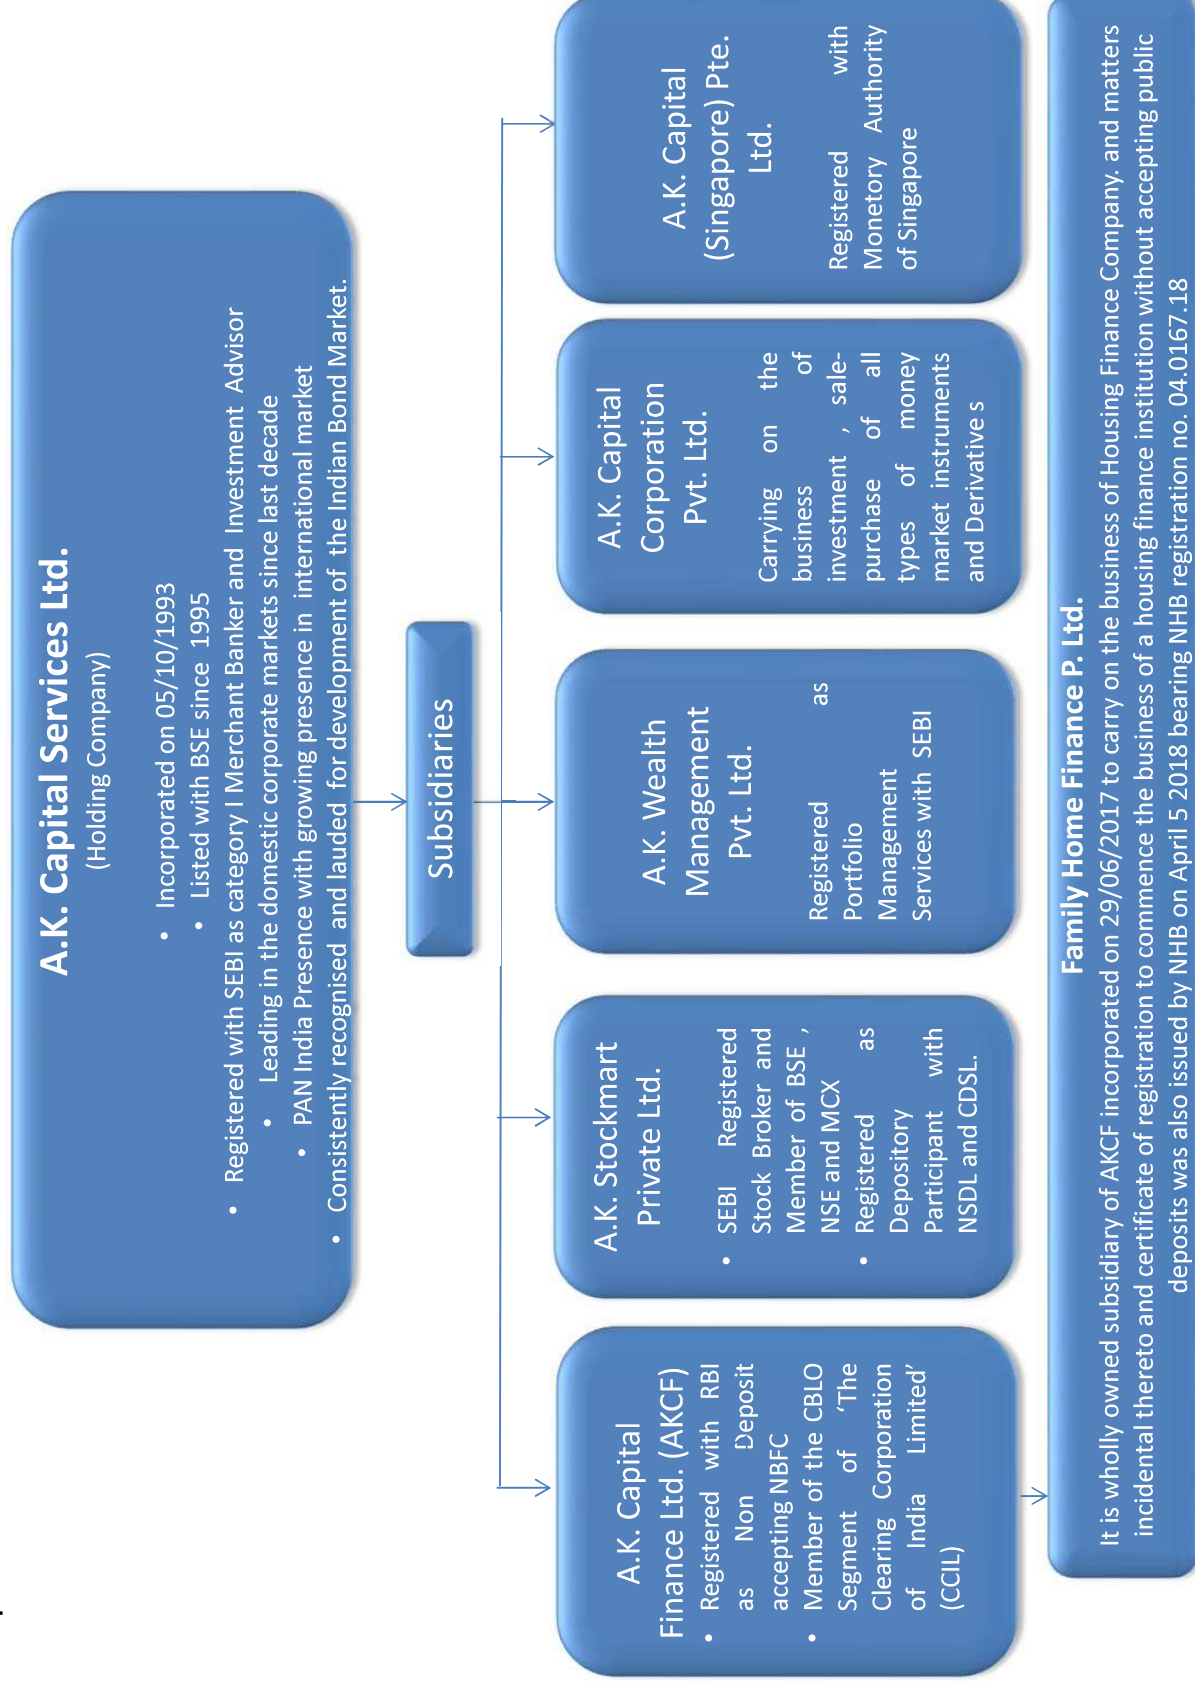 A.K. Capital Services Ltd.
(Holding Company)
• Incorporated on 05/10/1993
• Listed with BSE since 1995
• Registered with SEBI as category I Merchant Banker and Investment Advisor
• Leading in the domestic corporate markets since last decade
• PAN India Presence with growing presence in international market
• Consistently recognised and lauded for development of the Indian Bond Market.
Subsidiaries
A.K. Capital
Finance Ltd. (AKCF)
• Registered with RBI
as Non Deposit
accepting NBFC
• Member of the CBLO
Segment of ‘The
Clearing Corporation
of India Limited’
(CCIL)
A.K. Stockmart
Private Ltd.
• SEBI Registered
Stock Broker and
Member of BSE ,
NSE and MCX
• Registered as
Depository
Participant with
NSDL and CDSL.
A.K. Wealth
Management
Pvt. Ltd.
Registered as
Portfolio
Management
Services with SEBI
A.K. Capital
Corporation
Pvt. Ltd.
Carrying on the
business of
investment , sale-
purchase of all
types of money
market instruments
and Derivative s
A.K. Capital
(Singapore) Pte.
Ltd.
Registered with
Monetory Authority
of Singapore
Family Home Finance P. Ltd.
It is wholly owned subsidiary of AKCF incorporated on 29/06/2017 to carry on the business of Housing Finance Company. and matters
incidental thereto and certificate of registration to commence the business of a housing finance institution without accepting public
deposits was also issued by NHB on April 5 2018 bearing NHB registration no. 04.0167.18